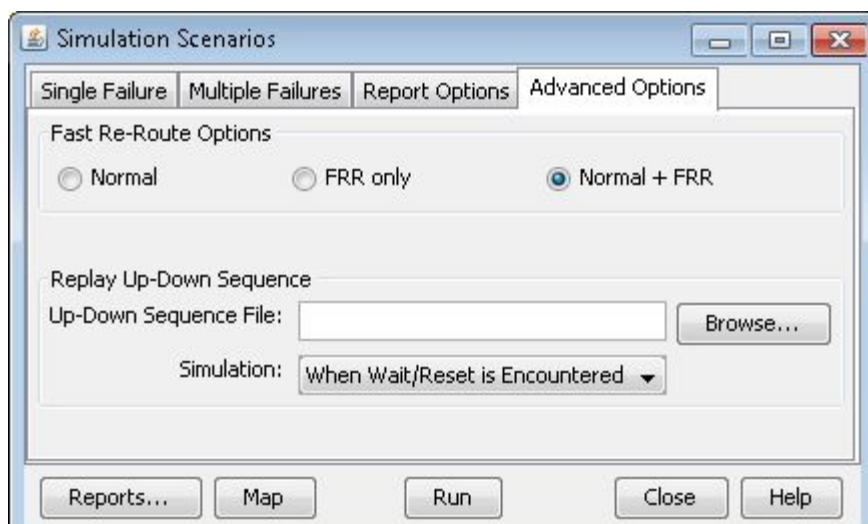 Simulation Scenarios
Single Failure Multiple Failures Report Options Advanced Options
Fast Re-Route Options
Normal FRR only Normal + FRR
Replay Up-Down Sequence
Up-Down Sequence File: Browse...
Simulation: When Wait/Reset is Encountered
Reports... Map Run Close Help